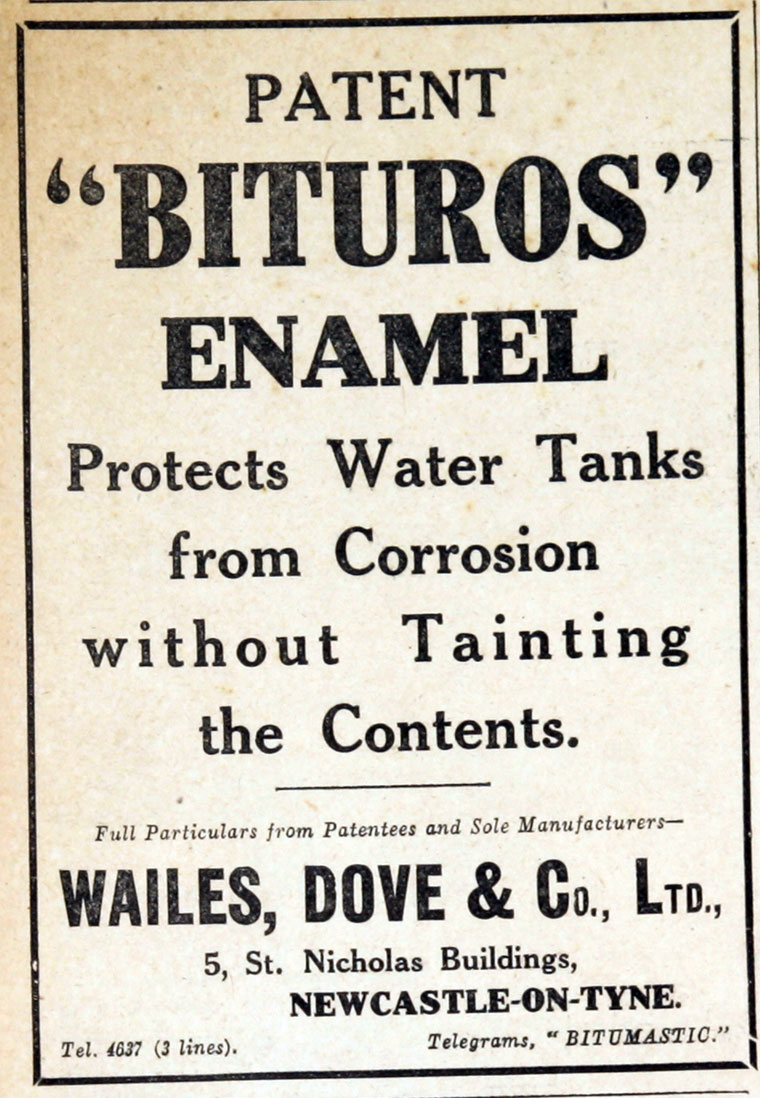 PATENT
“BITUROS”
ENAMEL
Protects Water Tanks
from Corrosion
without Tainting
the Contents.
Full Particulars from Patentees and Sole Manufacturers—
WAILES, DOVE & Co., LTD.,
5, St. Nicholas Buildings,
NEWCASTLE-ON-TYNE.
Tel. 4637 (3 lines). Telegrams, “BITUMASTIC.”